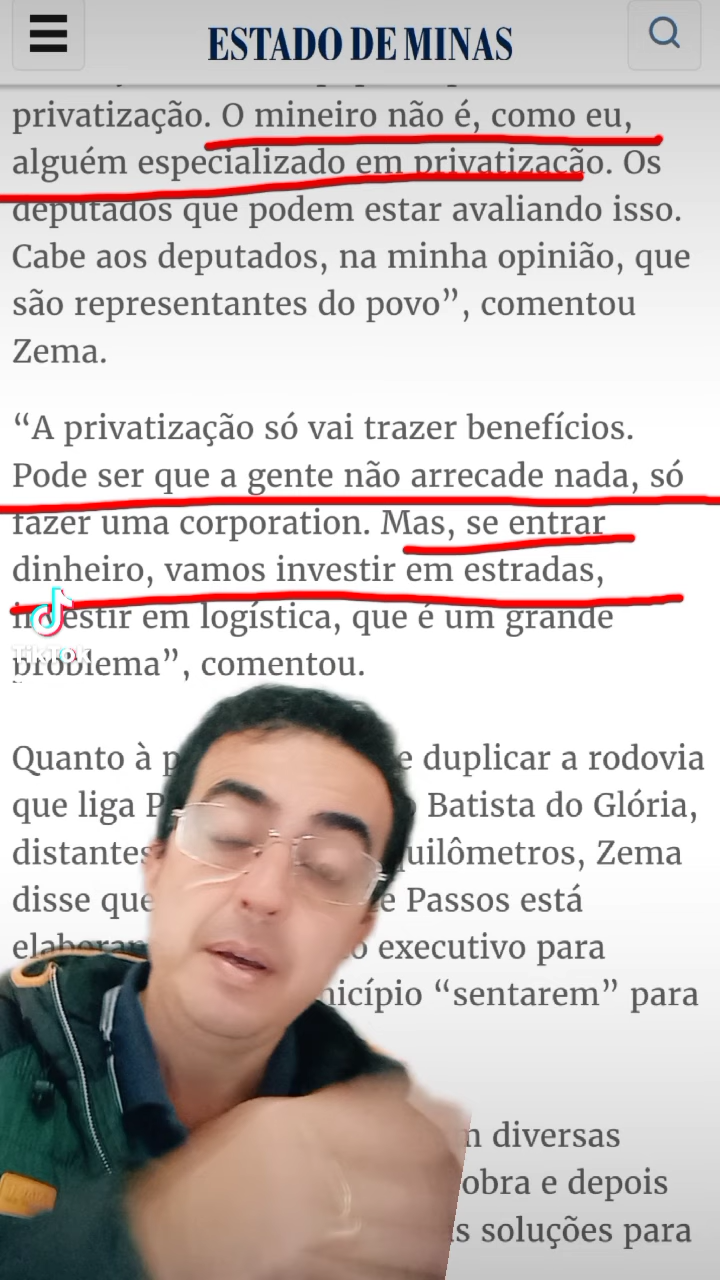 ESTADO DE MINAS
privatização. O mineiro não é, como eu,
alguém especializado em privatização. Os
deputados que podem estar avaliando isso.
Cabe aos deputados, na minha opinião, que
são representantes do povo”, comentou
Zema.
“A privatização só vai trazer benefícios.
Pode ser que a gente não arrecade nada, só
fazer uma corporation. Mas, se entrar
dinheiro, vamos investir em estradas,
investir em logística, que é um grande
problema”, comentou.
TikTok
Quanto à e duplicar a rodovia
que liga Batista do Glória,
distantes quilômetros, Zema
disse que e Passos está
executivo para
município “sentarem” para
diversas
obra e depois
soluções para